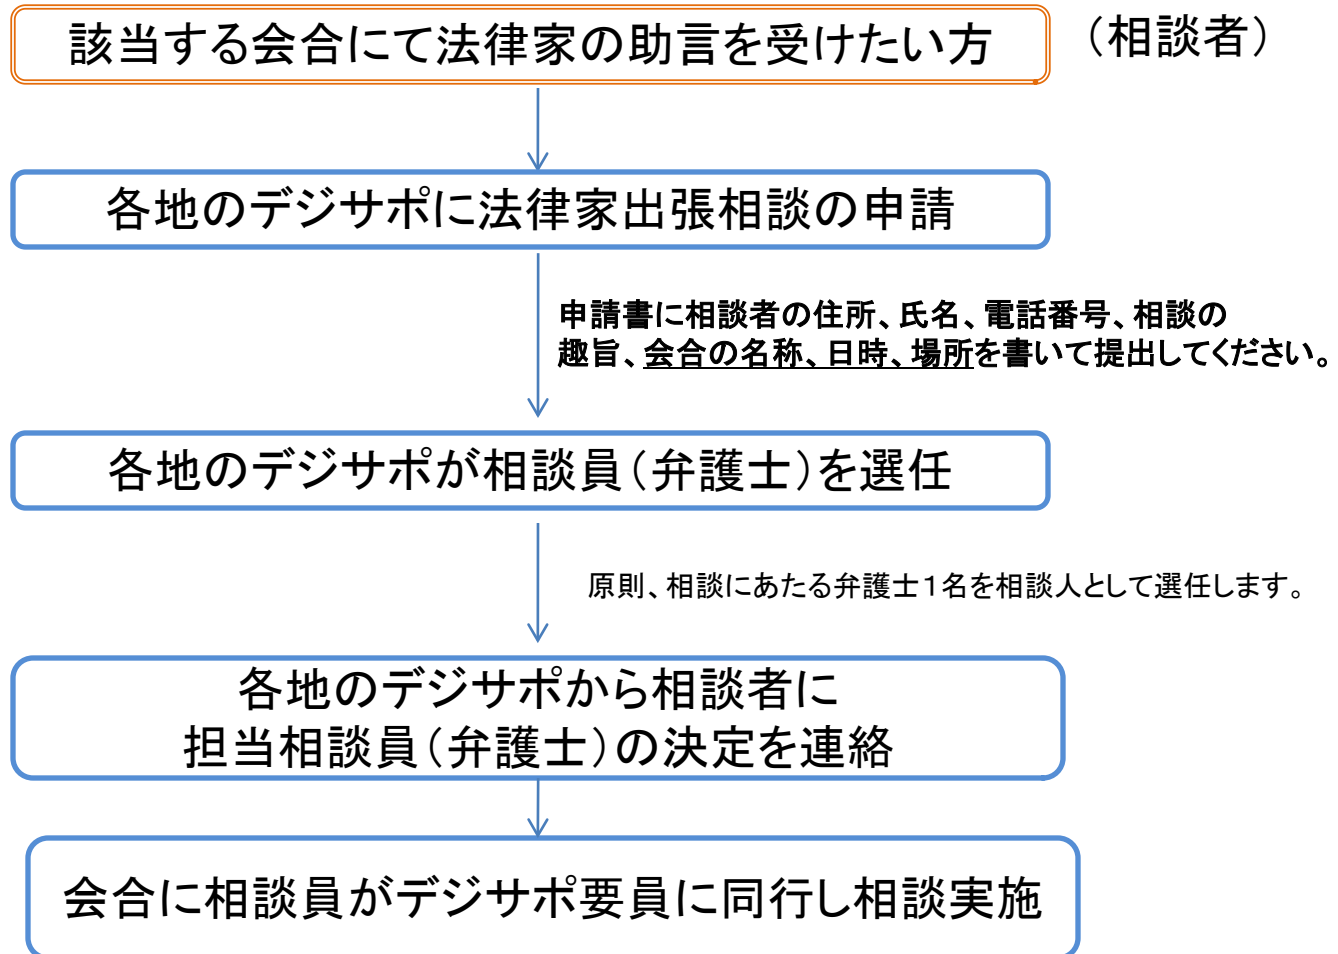 該当する会合にて法律家の助言を受けたい方
（相談者）
各地のデジサポに法律家出張相談の申請
申請書に相談者の住所、氏名、電話番号、相談の
趣旨、会合の名称、日時、場所を書いて提出してください。
各地のデジサポが相談員（弁護士）を選任
原則、相談にあたる弁護士１名を相談人として選任します。
各地のデジサポから相談者に
担当相談員（弁護士）の決定を連絡
会合に相談員がデジサポ要員に同行し相談実施